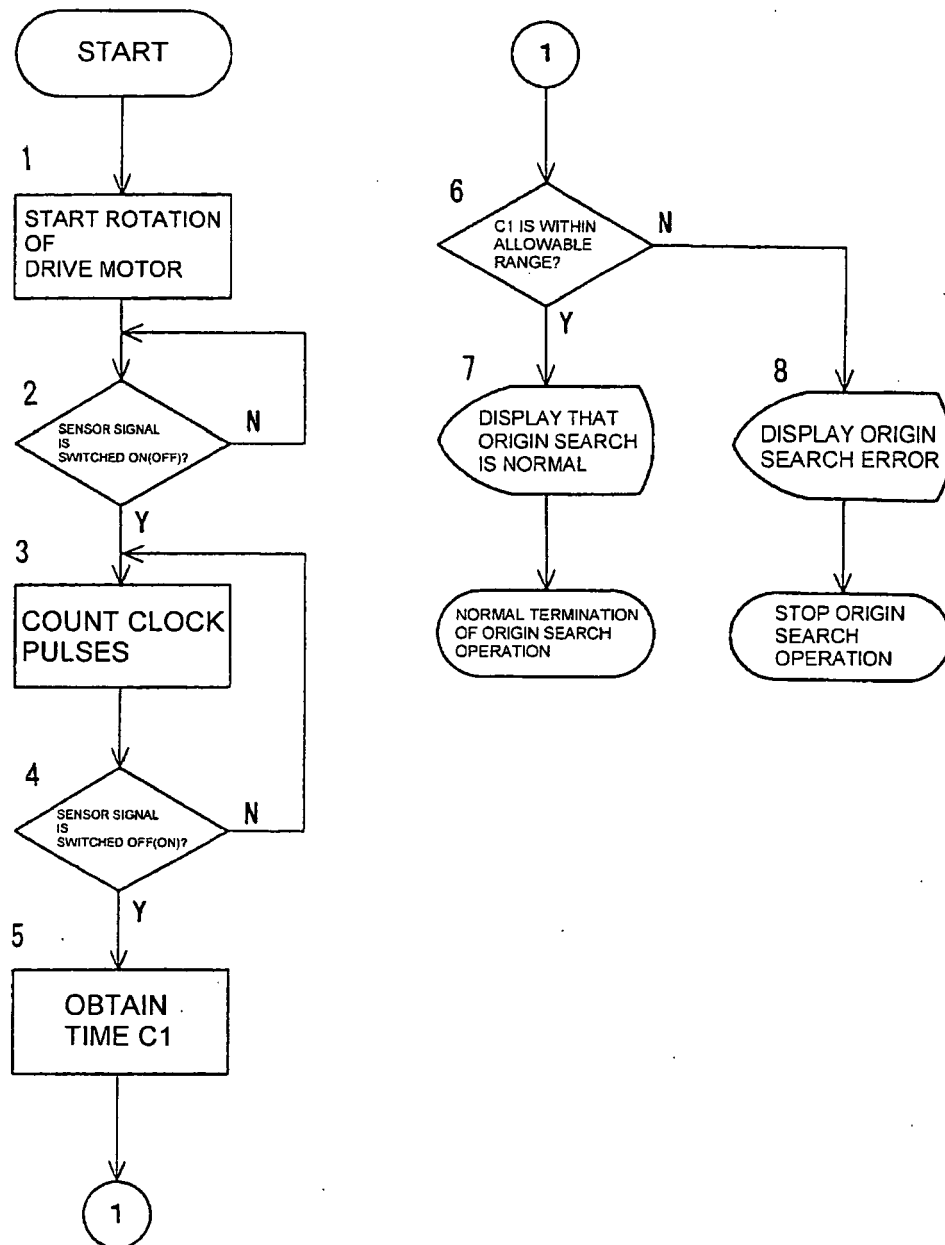 START
1
START ROTATION
OF
DRIVE MOTOR
2
SENSOR SIGNAL
IS
SWITCHED ON(OFF)?
N
Y
3
COUNT CLOCK
PULSES
4
SENSOR SIGNAL
IS
SWITCHED OFF(ON)?
N
Y
5
OBTAIN
TIME C1
1
1
6
C1 IS WITHIN
ALLOWABLE
RANGE?
N
Y
7
DISPLAY THAT
ORIGIN SEARCH
IS NORMAL
8
DISPLAY ORIGIN
SEARCH ERROR
NORMAL TERMINATION
OF ORIGIN SEARCH
OPERATION
STOP ORIGIN
SEARCH
OPERATION